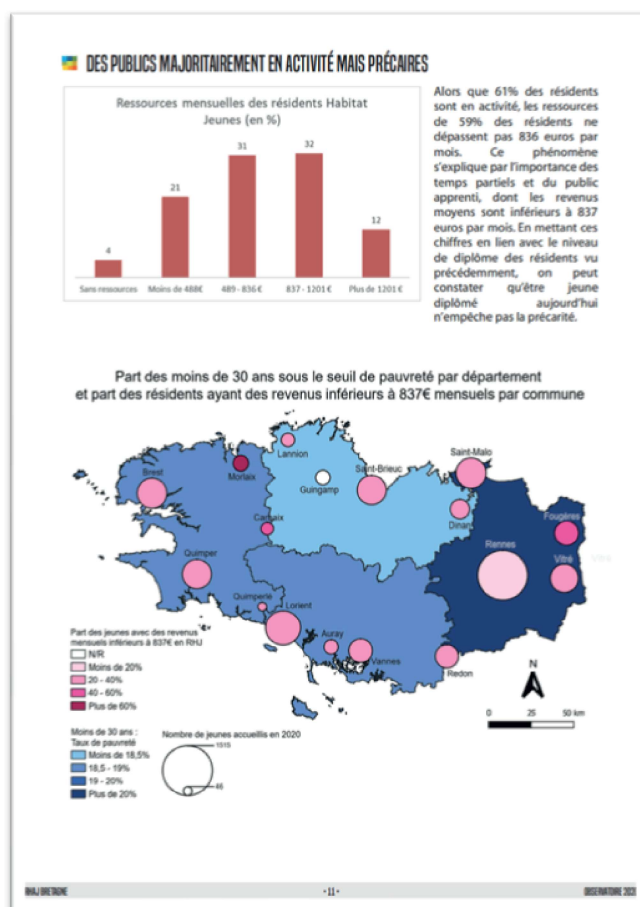 DES PUBLICS MAJORITAIREMENT EN ACTIVITÉ MAIS PRÉCAIRES
Ressources mensuelles des résidents Habitat
Jeunes (en %)
4
21
31
32
12
Sans ressources
Moins de 488€
489 - 836 €
837 - 1201 €
Plus de 1201 €
Alors que 61% des résidents
sont en activité, les ressources
de 59% des résidents ne
dépassent pas 836 euros par
mois. Ce phénomène
s'explique par l'importance des
temps partiels et du public
apprenti, dont les revenus
moyens sont inférieurs à 837
euros par mois. En mettant ces
chiffres en lien avec le niveau
de diplôme des résidents vu
précédemment, on peut
constater qu'être jeune
diplômé aujourd'hui
n'empêche pas la précarité.
Part des moins de 30 ans sous le seuil de pauvreté par département
et part des résidents ayant des revenus inférieurs à 837€ mensuels par commune
Lannion
Saint-Malo
Brest
Morlaix
Guingamp
Saint-Brieuc
Dinan
Fougères
Carhaix
Rennes
Vitré
Vitré
Quimper
Quimperlé
Lorient
Auray
Vannes
Redon
Part des jeunes avec des revenus
mensuels inférieurs à 837€ en RHJ
N/R
Moins de 20%
20 - 40%
40 - 60%
Plus de 60%
N
0 25 50 km
Moins de 30 ans :
Taux de pauvreté
Moins de 18,5%
18,5 - 19%
19 - 20%
Plus de 20%
Nombre de jeunes accueillis en 2020
1515
46
RHAJ BRETAGNE
• 11 •
OBSERVATOIRE 2021